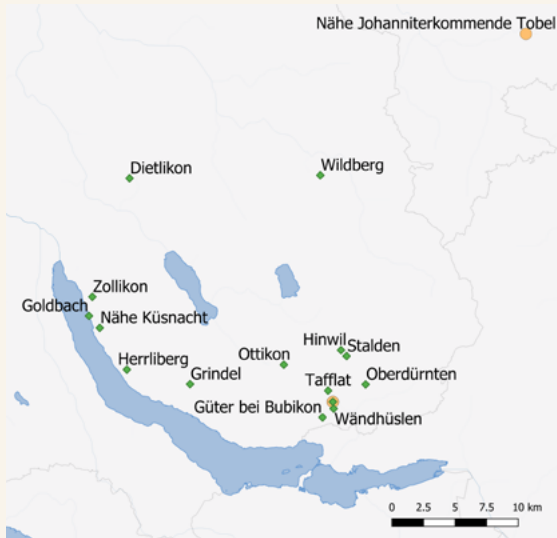 Nähe Johanniterkommende Tobel
Dietlikon
Wildberg
Zollikon
Goldbach
Nähe Küsnacht
Hinwil
Stalden
Herrliberg
Ottikon
Grindel
Tafflat
Oberdürnten
Güter bei Bubikon
Wändhüslen
0 2.5 5 7.5 10 km